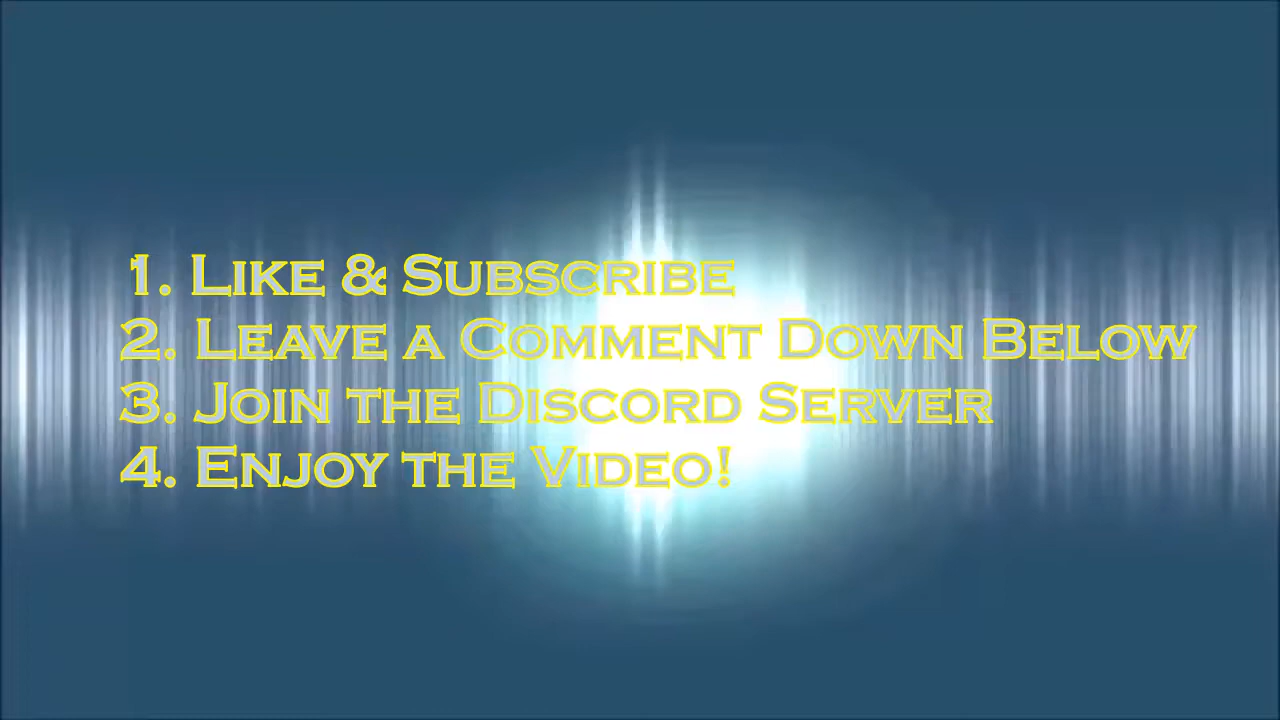 1. Like & Subscribe
2. Leave a Comment Down Below
3. Join the Discord Server
4. Enjoy the Video!